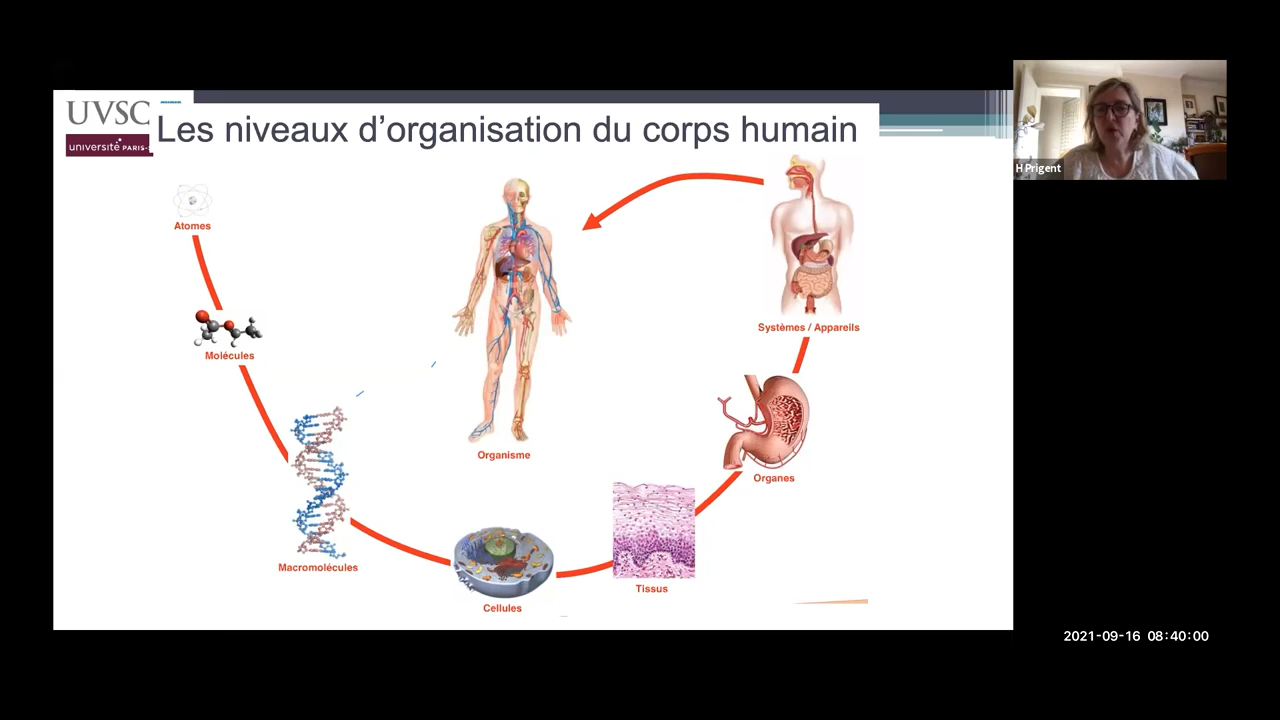 UVSC
université PARIS-
Les niveaux d'organisation du corps humain
H Prigent
Atomes
Molécules
Macromolécules
Cellules
Tissus
Organes
Systèmes / Appareils
Organisme
2021-09-16 08:40:00